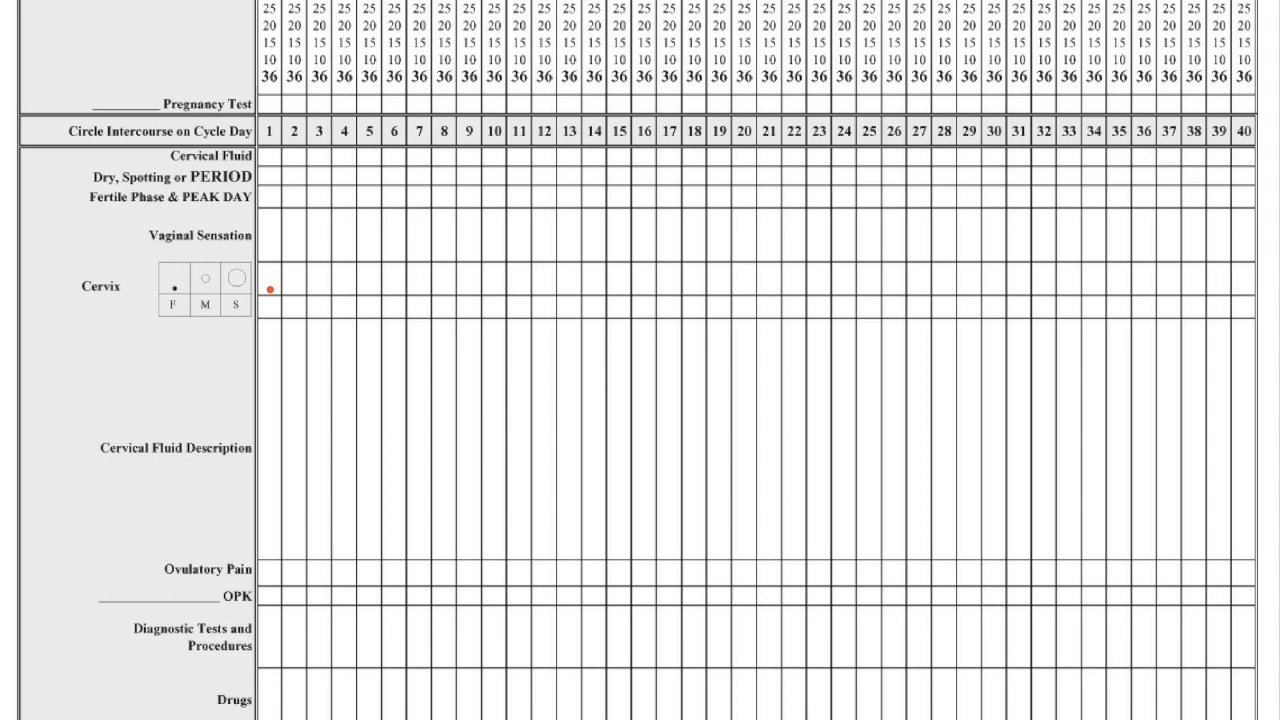 25 25 25 25 25 25 25 25 25 25 25 25 25 25 25 25 25 25 25 25 25 25 25 25 25 25 25 25 25 25 25 25 25 25 25 25 25 25 25 25
20 20 20 20 20 20 20 20 20 20 20 20 20 20 20 20 20 20 20 20 20 20 20 20 20 20 20 20 20 20 20 20 20 20 20 20 20 20 20 20
15 15 15 15 15 15 15 15 15 15 15 15 15 15 15 15 15 15 15 15 15 15 15 15 15 15 15 15 15 15 15 15 15 15 15 15 15 15 15 15
10 10 10 10 10 10 10 10 10 10 10 10 10 10 10 10 10 10 10 10 10 10 10 10 10 10 10 10 10 10 10 10 10 10 10 10 10 10 10 10
36 36 36 36 36 36 36 36 36 36 36 36 36 36 36 36 36 36 36 36 36 36 36 36 36 36 36 36 36 36 36 36 36 36 36 36 36 36 36 36
__________ Pregnancy Test
Circle Intercourse on Cycle Day 1 2 3 4 5 6 7 8 9 10 11 12 13 14 15 16 17 18 19 20 21 22 23 24 25 26 27 28 29 30 31 32 33 34 35 36 37 38 39 40
Cervical Fluid
Dry, Spotting or PERIOD
Fertile Phase & PEAK DAY
Vaginal Sensation
Cervix
F M S
Cervical Fluid Description
Ovulatory Pain
__________________ OPK
Diagnostic Tests and
Procedures
Drugs